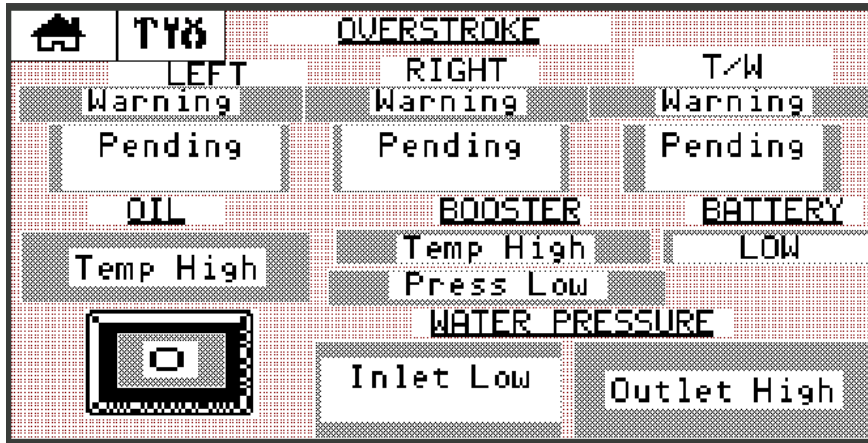 OVERSTROKE
LEFT RIGHT T/W
Warning Warning Warning
Pending Pending Pending
OIL BOOSTER BATTERY
Temp High Temp High LOW
Press Low
WATER PRESSURE
Inlet Low Outlet High